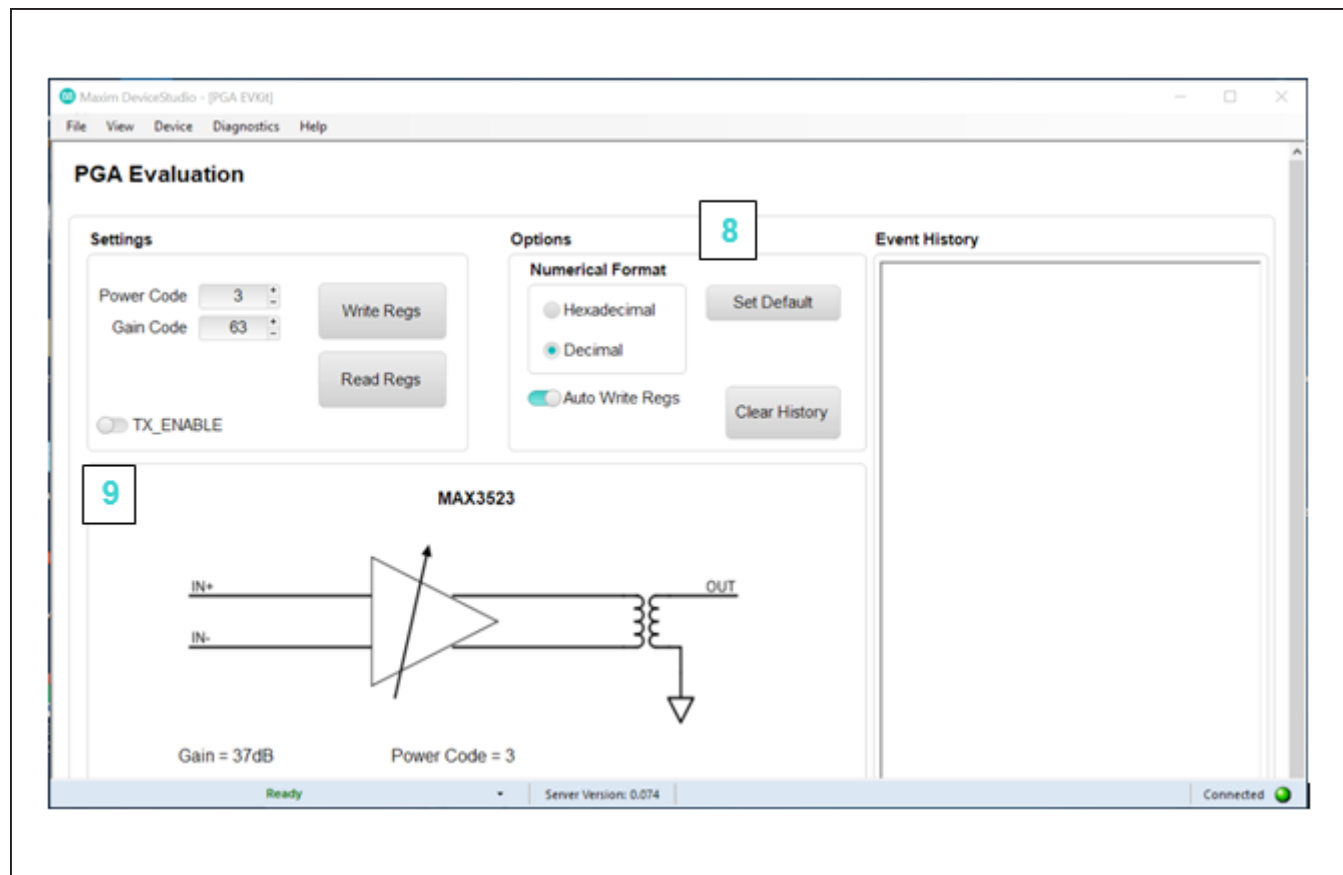 Maxim DeviceStudio - [PGA EVKit]
File View Device Diagnostics Help
PGA Evaluation
8
Settings
Options
Event History
Numerical Format
Power Code 3
Gain Code 63
Write Regs
Read Regs
TX_ENABLE
Hexadecimal
Decimal
Set Default
Auto Write Regs
Clear History
9
MAX3523
IN+
IN-
OUT
Gain = 37dB
Power Code = 3
Ready
Server Version: 0.074
Connected